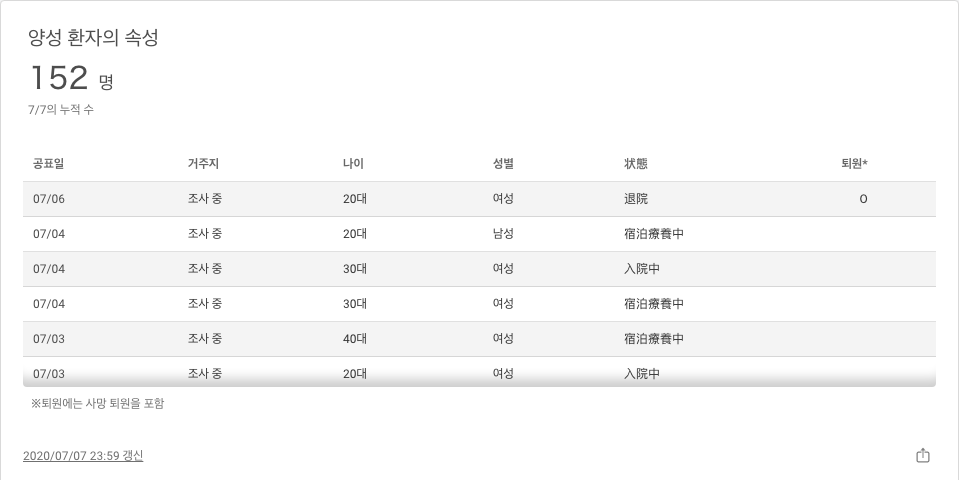 양성 환자의 속성
152 명
7/7의 누적 수
공표일 거주지 나이 성별 状態 퇴원*
07/06 조사 중 20대 여성 退院 O
07/04 조사 중 20대 남성 宿泊療養中
07/04 조사 중 30대 여성 入院中
07/04 조사 중 30대 여성 宿泊療養中
07/03 조사 중 40대 여성 宿泊療養中
07/03 조사 중 20대 여성 入院中
※퇴원에는 사망 퇴원을 포함
2020/07/07 23:59 갱신